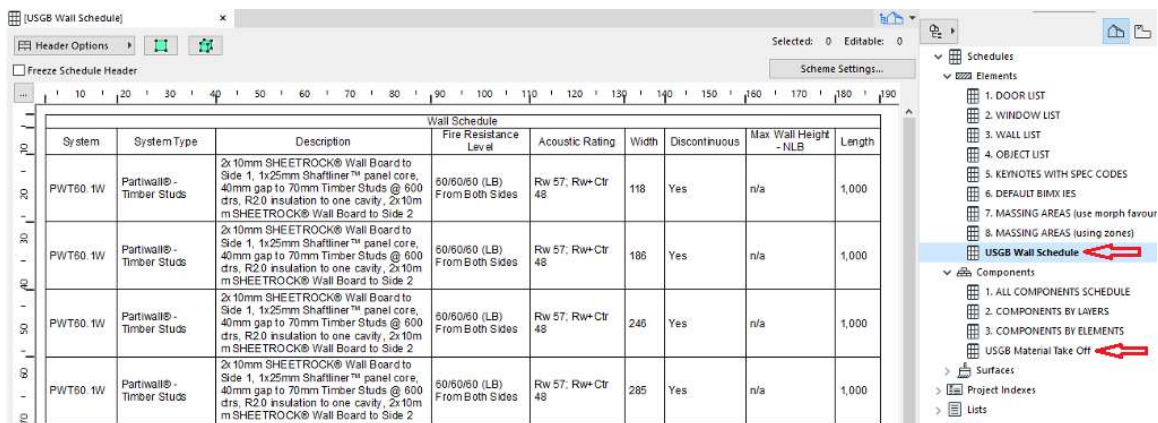 [USGB Wall Schedule]
Header Options
Selected: 0 Editable: 0
Freeze Schedule Header
Scheme Settings...
... 10 20 30 40 50 60 70 80 90 100 110 120 130 140 150 160 170 180 190
Wall Schedule
System
System Type
Description
Fire Resistance
Level
Acoustic Rating
Width
Discontinuous
Max Wall Height
- NLB
Length
PWT60. 1W
Partiwall® -
Timber Studs
2x 10mm SHEETROCK® Wall Board to
Side 1, 1x25mm Shaftliner™ panel core,
40mm gap to 70mm Timber Studs @ 600
ctrs, R2.0 insulation to one cavity, 2x10m
m SHEETROCK® Wall Board to Side 2
60/60/60 (LB)
From Both Sides
Rw 57; Rw+Ctr
48
118
Yes
n/a
1,000
PWT60. 1W
Partiwall® -
Timber Studs
2x 10mm SHEETROCK® Wall Board to
Side 1, 1x25mm Shaftliner™ panel core,
40mm gap to 70mm Timber Studs @ 600
ctrs, R2.0 insulation to one cavity, 2x10m
m SHEETROCK® Wall Board to Side 2
60/60/60 (LB)
From Both Sides
Rw 57; Rw+Ctr
48
186
Yes
n/a
1,000
PWT60. 1W
Partiwall® -
Timber Studs
2x 10mm SHEETROCK® Wall Board to
Side 1, 1x25mm Shaftliner™ panel core,
40mm gap to 70mm Timber Studs @ 600
ctrs, R2.0 insulation to one cavity, 2x10m
m SHEETROCK® Wall Board to Side 2
60/60/60 (LB)
From Both Sides
Rw 57; Rw+Ctr
48
246
Yes
n/a
1,000
PWT60. 1W
Partiwall® -
Timber Studs
2x 10mm SHEETROCK® Wall Board to
Side 1, 1x25mm Shaftliner™ panel core,
40mm gap to 70mm Timber Studs @ 600
ctrs, R2.0 insulation to one cavity, 2x10m
m SHEETROCK® Wall Board to Side 2
60/60/60 (LB)
From Both Sides
Rw 57; Rw+Ctr
48
285
Yes
n/a
1,000
10
20
30
40
50
60
70
Schedules
Elements
1. DOOR LIST
2. WINDOW LIST
3. WALL LIST
4. OBJECT LIST
5. KEYNOTES WITH SPEC CODES
6. DEFAULT BIMX IES
7. MASSING AREAS (use morph favour
8. MASSING AREAS (using zones)
USGB Wall Schedule
Components
1. ALL COMPONENTS SCHEDULE
2. COMPONENTS BY LAYERS
3. COMPONENTS BY ELEMENTS
USGB Material Take Off
Surfaces
Project Indexes
Lists